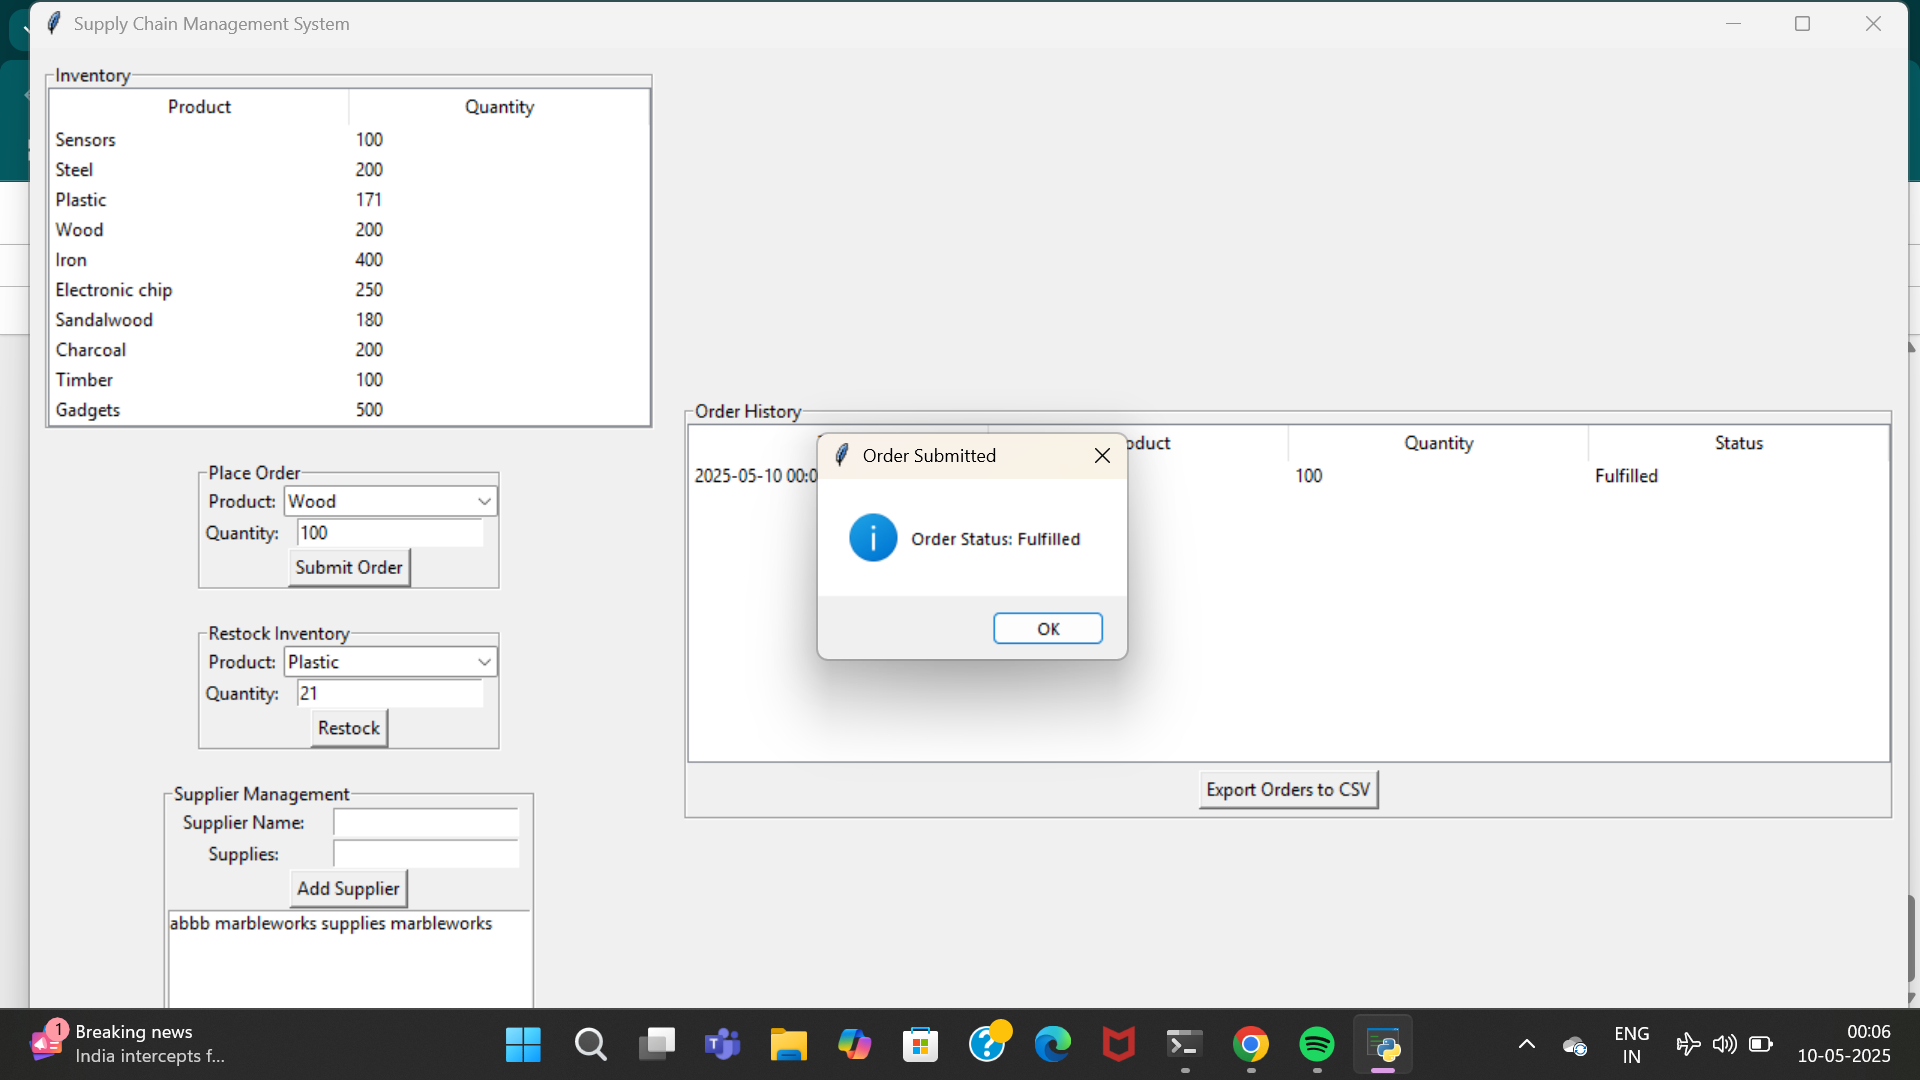 Supply Chain Management System
Inventory
Product Quantity
Sensors 100
Steel 200
Plastic 171
Wood 200
Iron 400
Electronic chip 250
Sandalwood 180
Charcoal 200
Timber 100
Gadgets 500
Place Order
Product: Wood
Quantity: 100
Submit Order
Restock Inventory
Product: Plastic
Quantity: 21
Restock
Supplier Management
Supplier Name:
Supplies:
Add Supplier
abbb marbleworks supplies marbleworks
Order History
oduct Quantity Status
2025-05-10 00:0 100 Fulfilled
Export Orders to CSV
Order Submitted
Order Status: Fulfilled
OK
1
Breaking news
India intercepts f...
ENG
IN
00:06
10-05-2025